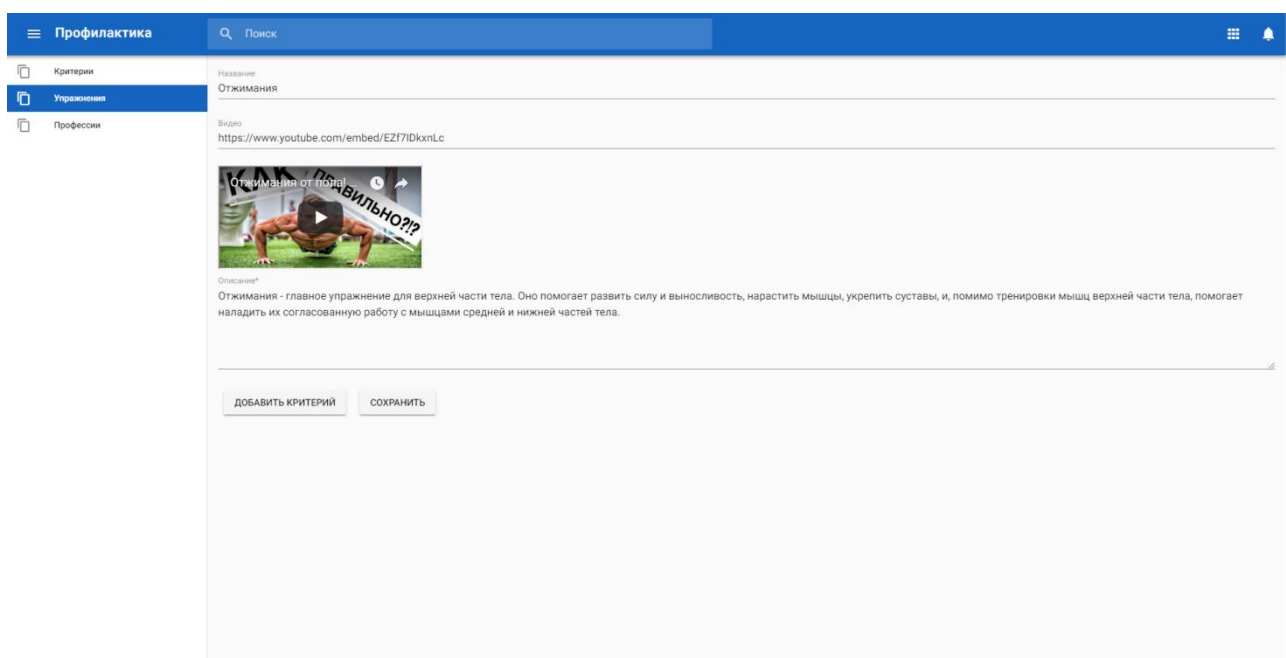 Профилактика
Поиск
Критерии
Упражнения
Профессии
Название
Отжимания
Видео
https://www.youtube.com/embed/EZf7IDkxnLc
Отжимания от пола! ...
КАК ПРАВИЛЬНО?!?
Описание*
Отжимания - главное упражнение для верхней части тела. Оно помогает развить силу и выносливость, нарастить мышцы, укрепить суставы, и, помимо тренировки мышц верхней части тела, помогает
наладить их согласованную работу с мышцами средней и нижней частей тела.
ДОБАВИТЬ КРИТЕРИЙ СОХРАНИТЬ